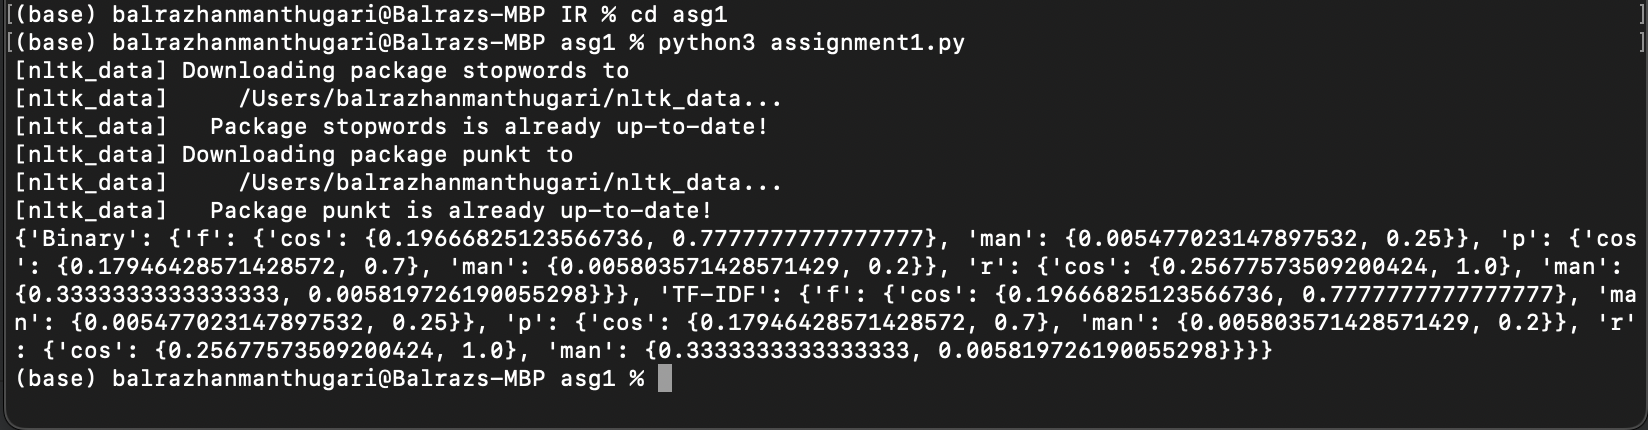 [(base) balrazhanmanthugari@Balrazs-MBP IR % cd asg1 ]
[(base) balrazhanmanthugari@Balrazs-MBP asg1 % python3 assignment1.py ]
[nltk_data] Downloading package stopwords to
[nltk_data]     /Users/balrazhanmanthugari/nltk_data...
[nltk_data]   Package stopwords is already up-to-date!
[nltk_data] Downloading package punkt to
[nltk_data]     /Users/balrazhanmanthugari/nltk_data...
[nltk_data]   Package punkt is already up-to-date!
{'Binary': {'f': {'cos': {0.19666825123566736, 0.7777777777777777}, 'man': {0.005477023147897532, 0.25}}, 'p': {'cos
': {0.17946428571428572, 0.7}, 'man': {0.005803571428571429, 0.2}}, 'r': {'cos': {0.25677573509200424, 1.0}, 'man':
{0.3333333333333333, 0.005819726190055298}}}, 'TF-IDF': {'f': {'cos': {0.19666825123566736, 0.7777777777777777}, 'ma
n': {0.005477023147897532, 0.25}}, 'p': {'cos': {0.17946428571428572, 0.7}, 'man': {0.005803571428571429, 0.2}}, 'r'
: {'cos': {0.25677573509200424, 1.0}, 'man': {0.3333333333333333, 0.005819726190055298}}}}
(base) balrazhanmanthugari@Balrazs-MBP asg1 %